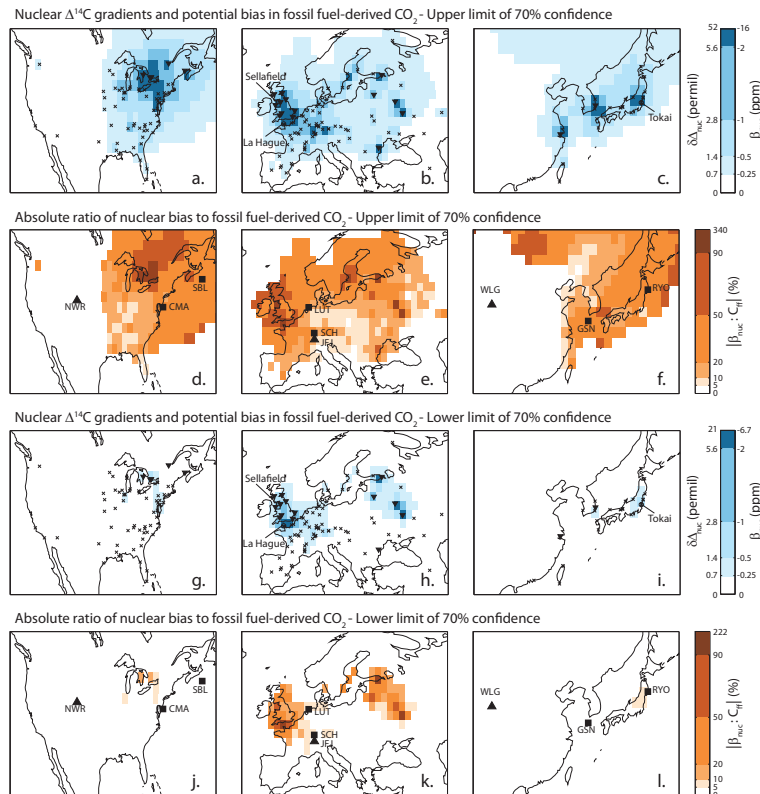 Nuclear Δ¹⁴C gradients and potential bias in fossil fuel-derived CO₂ - Upper limit of 70% confidence
Sellafield
La Hague
Tokai
a.
b.
c.
52
5.6
2.8
1.4
0.7
0
δΔnuc (permil)
-16
-2
-1
-0.5
-0.25
0
βnuc (ppm)
Absolute ratio of nuclear bias to fossil fuel-derived CO₂ - Upper limit of 70% confidence
NWR
SBL
CMA
LUT
SCH
JFJ
WLG
RYO
GSN
d.
e.
f.
340
90
50
20
10
5
0
|βnuc : Cff| (%)
Nuclear Δ¹⁴C gradients and potential bias in fossil fuel-derived CO₂ - Lower limit of 70% confidence
Sellafield
La Hague
Tokai
g.
h.
i.
21
5.6
2.8
1.4
0.7
0
δΔnuc (permil)
-6.7
-2
-1
-0.5
-0.25
0
Absolute ratio of nuclear bias to fossil fuel-derived CO₂ - Lower limit of 70% confidence
NWR
SBL
CMA
LUT
SCH
JFJ
WLG
RYO
GSN
j.
k.
l.
222
90
50
20
10
5
0
|βnuc : Cff| (%)